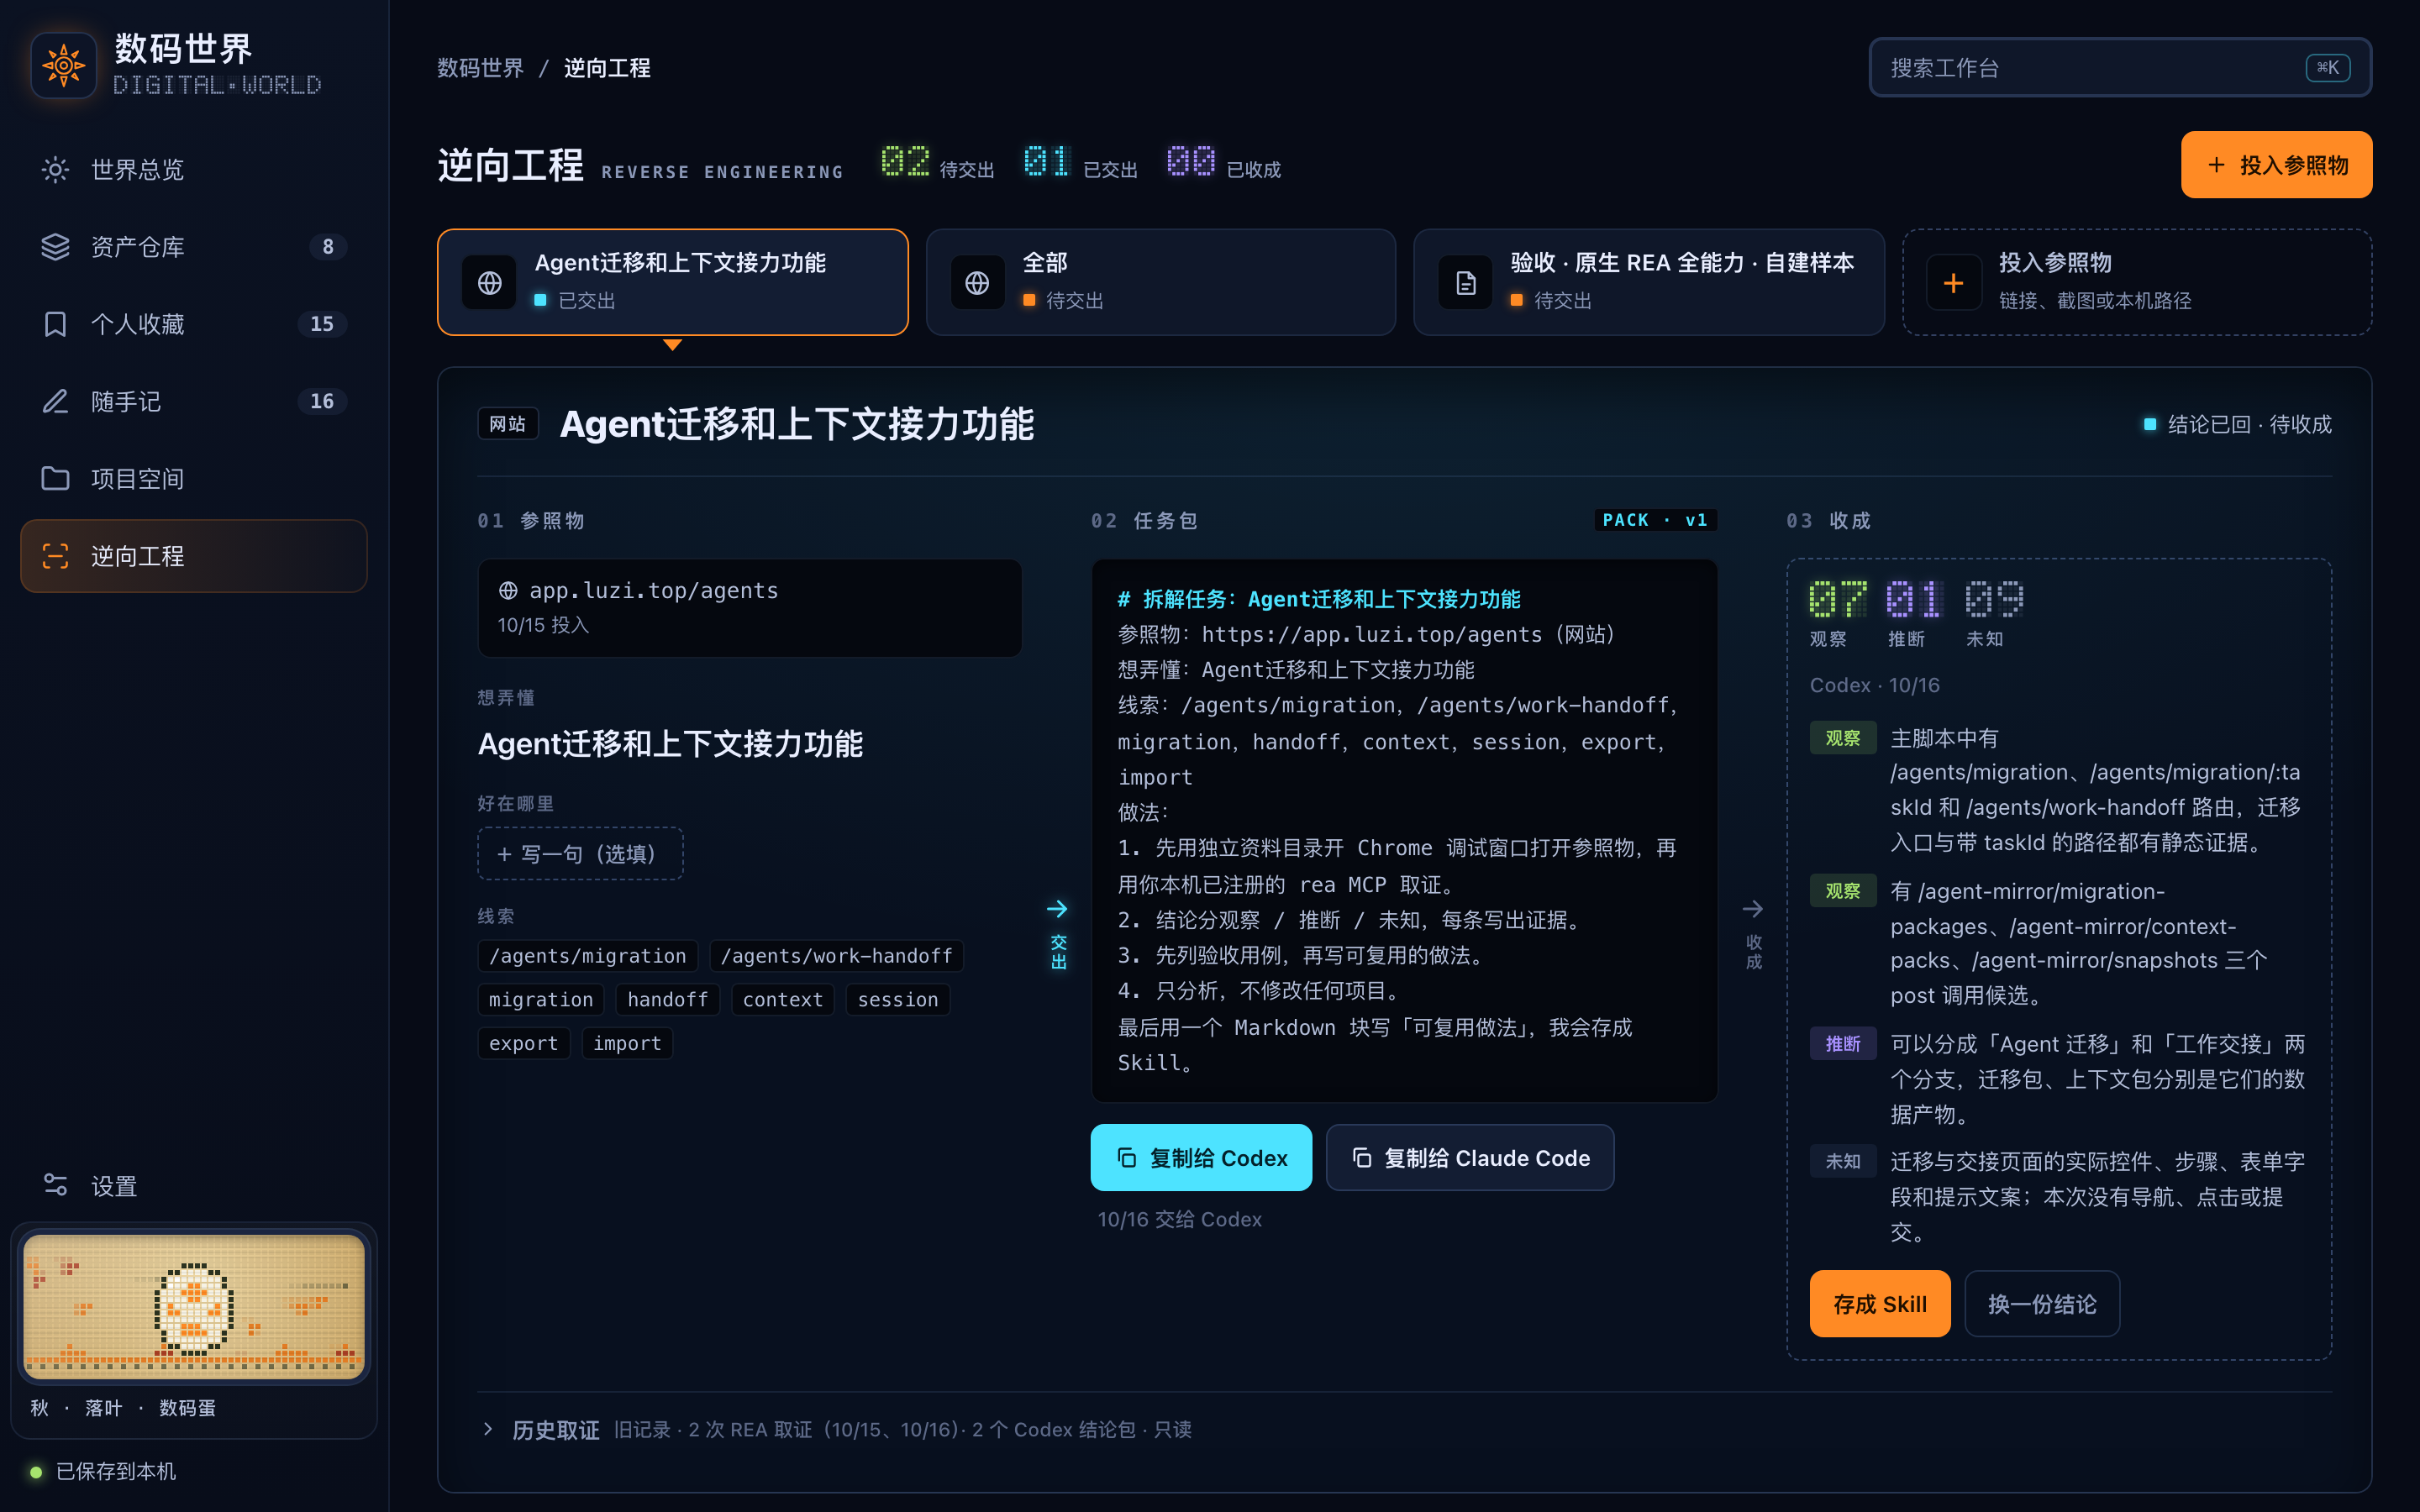 数码世界
DIGITAL·WORLD
世界总览
资产仓库 8
个人收藏 15
随手记 16
项目空间
逆向工程
设置
秋 · 落叶 · 数码蛋
已保存到本机
数码世界 / 逆向工程
搜索工作台 ⌘K
逆向工程 REVERSE ENGINEERING 02 待交出 01 已交出 00 已收成
+ 投入参照物
Agent迁移和上下文接力功能
已交出
全部
待交出
验收 · 原生 REA 全能力 · 自建样本
待交出
投入参照物
链接、截图或本机路径
网站 Agent迁移和上下文接力功能
结论已回 · 待收成
01 参照物
app.luzi.top/agents
10/15 投入
想弄懂
Agent迁移和上下文接力功能
好在哪里
+ 写一句（选填）
线索
/agents/migration /agents/work-handoff
migration handoff context session
export import
交出
02 任务包 PACK · v1
# 拆解任务：Agent迁移和上下文接力功能
参照物：https://app.luzi.top/agents（网站）
想弄懂：Agent迁移和上下文接力功能
线索：/agents/migration，/agents/work-handoff，
migration，handoff，context，session，export，
import
做法：
1. 先用独立资料目录开 Chrome 调试窗口打开参照物，再
用你本机已注册的 rea MCP 取证。
2. 结论分观察 / 推断 / 未知，每条写出证据。
3. 先列验收用例，再写可复用的做法。
4. 只分析，不修改任何项目。
最后用一个 Markdown 块写「可复用做法」，我会存成
Skill。
复制给 Codex
复制给 Claude Code
10/16 交给 Codex
收成
03 收成
07 01 09
观察 推断 未知
Codex · 10/16
观察 主脚本中有
/agents/migration、/agents/migration/:ta
skId 和 /agents/work-handoff 路由，迁移
入口与带 taskId 的路径都有静态证据。
观察 有 /agent-mirror/migration-
packages、/agent-mirror/context-
packs、/agent-mirror/snapshots 三个
post 调用候选。
推断 可以分成「Agent 迁移」和「工作交接」两
个分支，迁移包、上下文包分别是它们的数
据产物。
未知 迁移与交接页面的实际控件、步骤、表单字
段和提示文案；本次没有导航、点击或提
交。
存成 Skill
换一份结论
历史取证 旧记录 · 2 次 REA 取证（10/15、10/16）· 2 个 Codex 结论包 · 只读